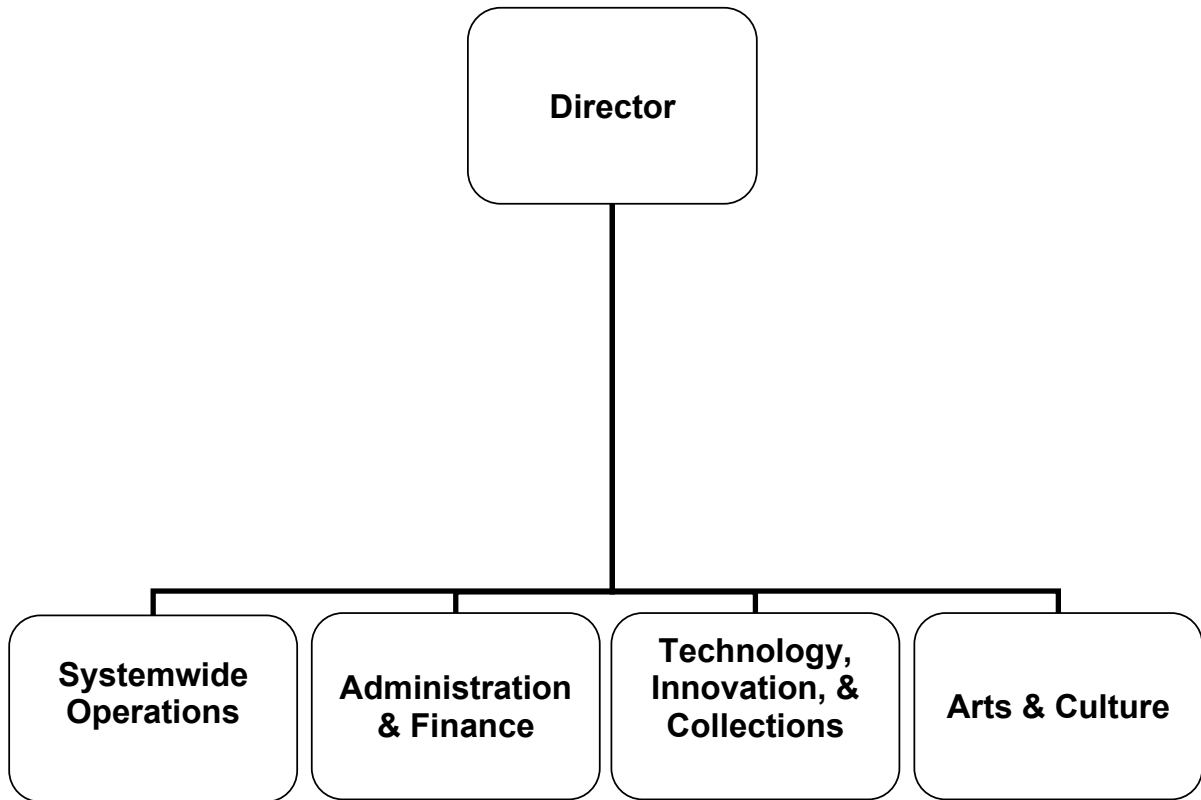 Director
Systemwide
Operations
Administration
& Finance
Technology,
Innovation, &
Collections
Arts & Culture